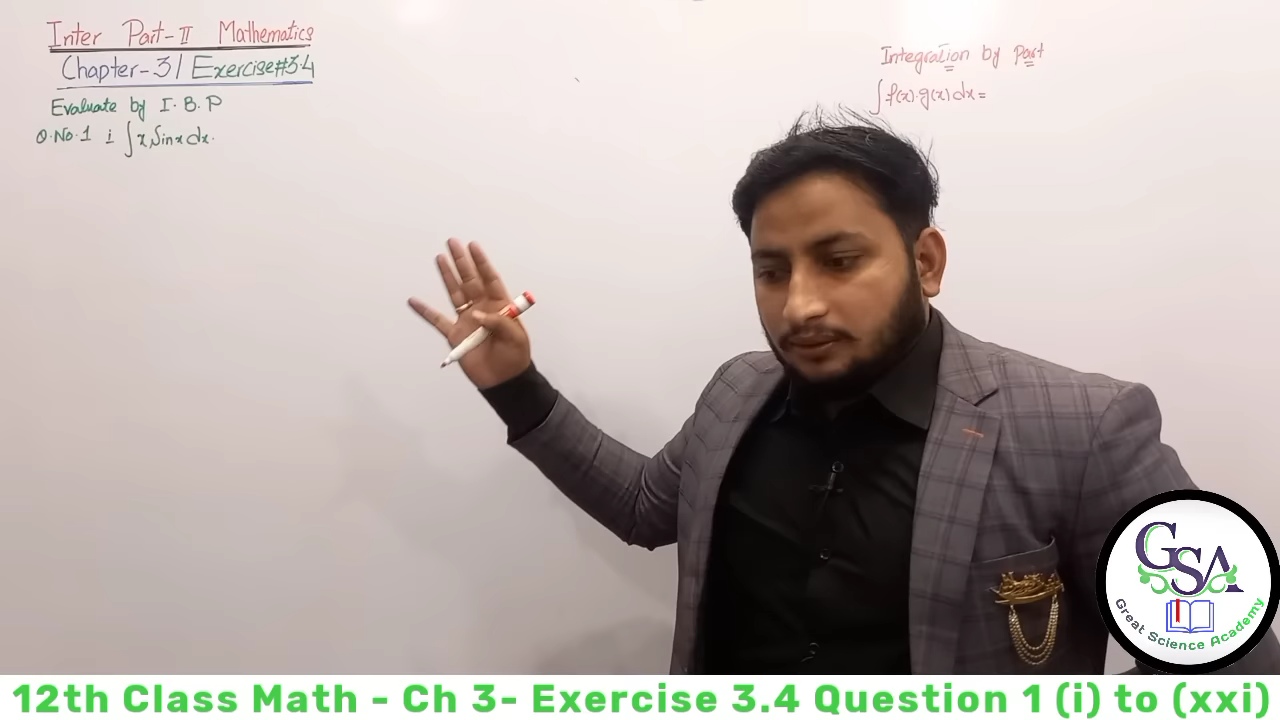 Inter Part-II Mathematics
Chapter-3/ Exercise#3.4
Evaluate by I.B.P
Q.No.1 i ∫x Sinx dx.
Integration by Part
∫f(x).g(x)dx=
GSA
Great Science Academy
12th Class Math - Ch 3- Exercise 3.4 Question 1 (i) to (xxi)